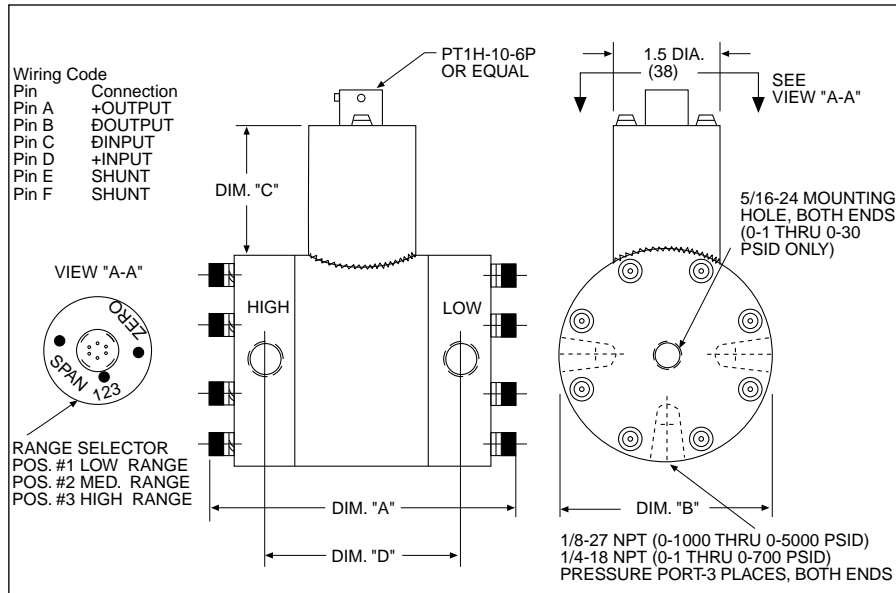 Wiring Code
Pin Connection
Pin A +OUTPUT
Pin B ÐOUTPUT
Pin C ÐINPUT
Pin D +INPUT
Pin E SHUNT
Pin F SHUNT
PT1H-10-6P
OR EQUAL
1.5 DIA.
(38)
SEE
VIEW "A-A"
DIM. "C"
5/16-24 MOUNTING
HOLE, BOTH ENDS
(0-1 THRU 0-30
PSID ONLY)
VIEW "A-A"
ZERO
SPAN 123
HIGH
LOW
RANGE SELECTOR
POS. #1 LOW RANGE
POS. #2 MED. RANGE
POS. #3 HIGH RANGE
DIM. "A"
DIM. "B"
DIM. "D"
1/8-27 NPT (0-1000 THRU 0-5000 PSID)
1/4-18 NPT (0-1 THRU 0-700 PSID)
PRESSURE PORT-3 PLACES, BOTH ENDS